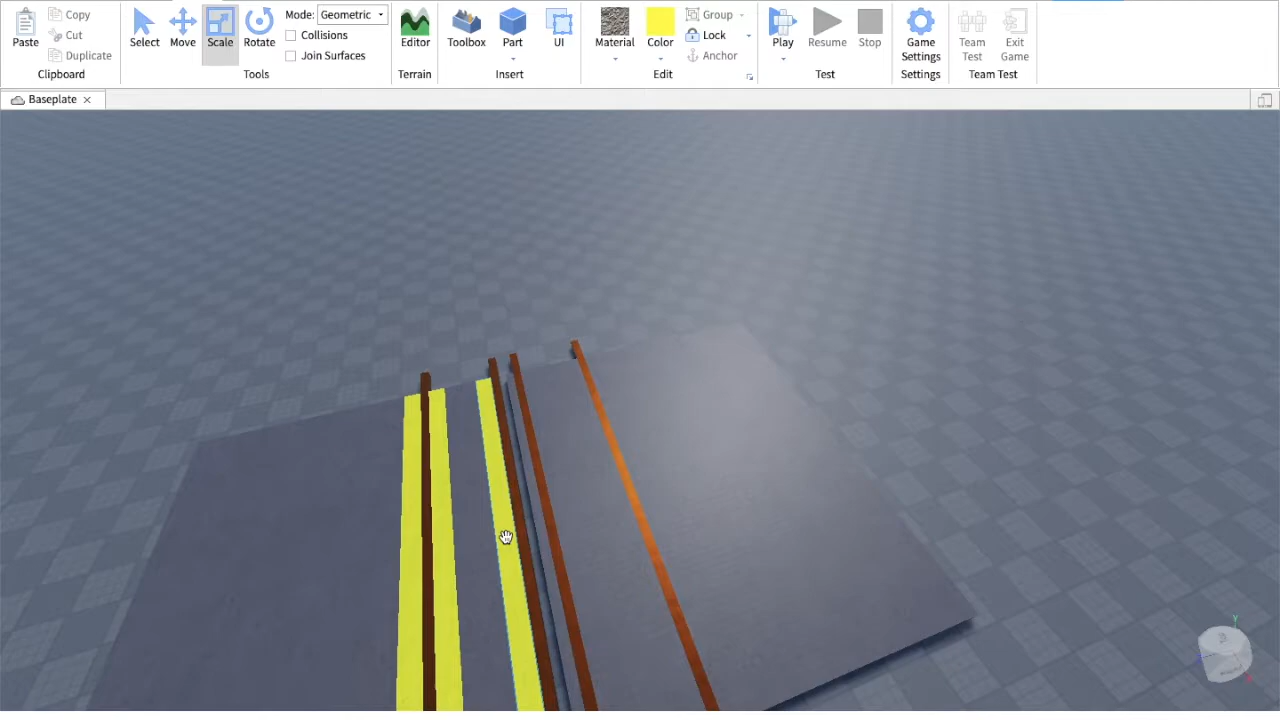 Paste
Copy
Cut
Duplicate
Clipboard
Select
Move
Scale
Rotate
Mode: Geometric
Collisions
Join Surfaces
Tools
Editor
Terrain
Toolbox
Part
UI
Insert
Material
Color
Group
Lock
Anchor
Edit
Play
Resume
Stop
Test
Game
Settings
Settings
Team
Test
Exit
Game
Team Test
Baseplate
Y